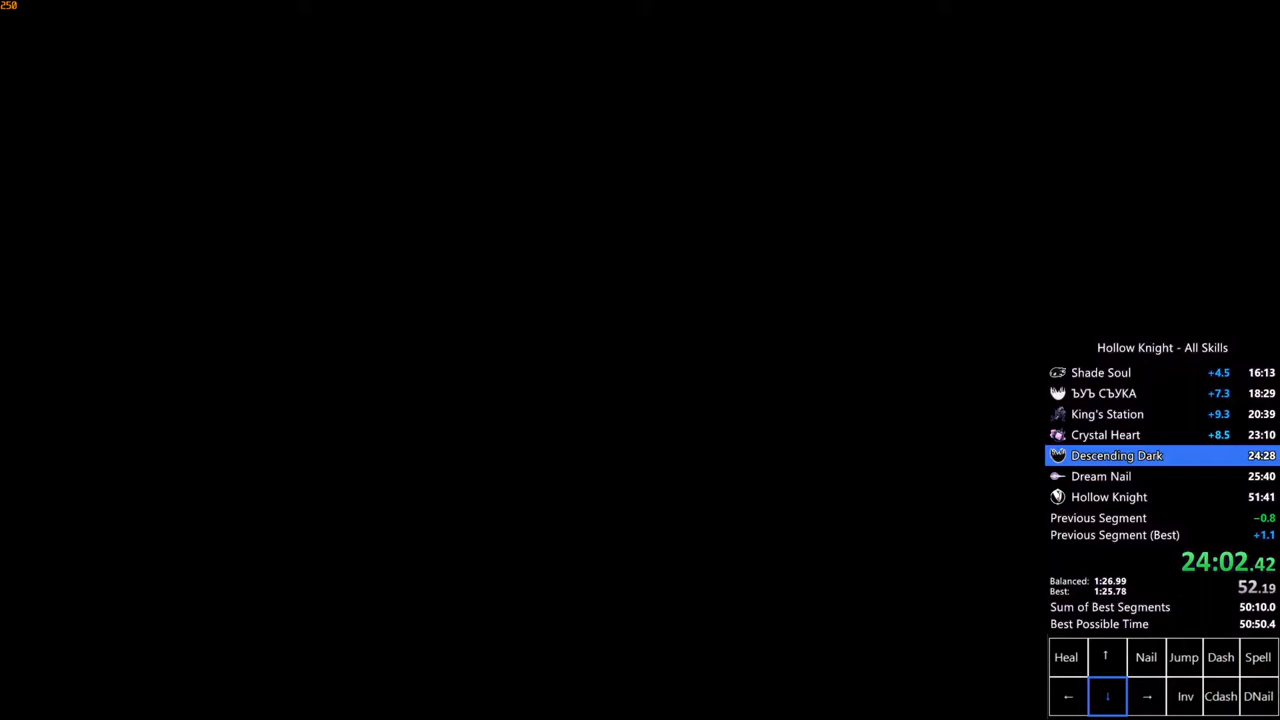 250
Hollow Knight - All Skills
Shade Soul +4.5 16:13
ЪУЪ СЪУКА +7.3 18:29
King's Station +9.3 20:39
Crystal Heart +8.5 23:10
Descending Dark 24:28
Dream Nail 25:40
Hollow Knight 51:41
Previous Segment −0.8
Previous Segment (Best) +1.1
24:02.42
Balanced: 1:26.99
Best: 1:25.78
52.19
Sum of Best Segments 50:10.0
Best Possible Time 50:50.4
Heal ↑ Nail Jump Dash Spell
← ↓ → Inv Cdash DNail